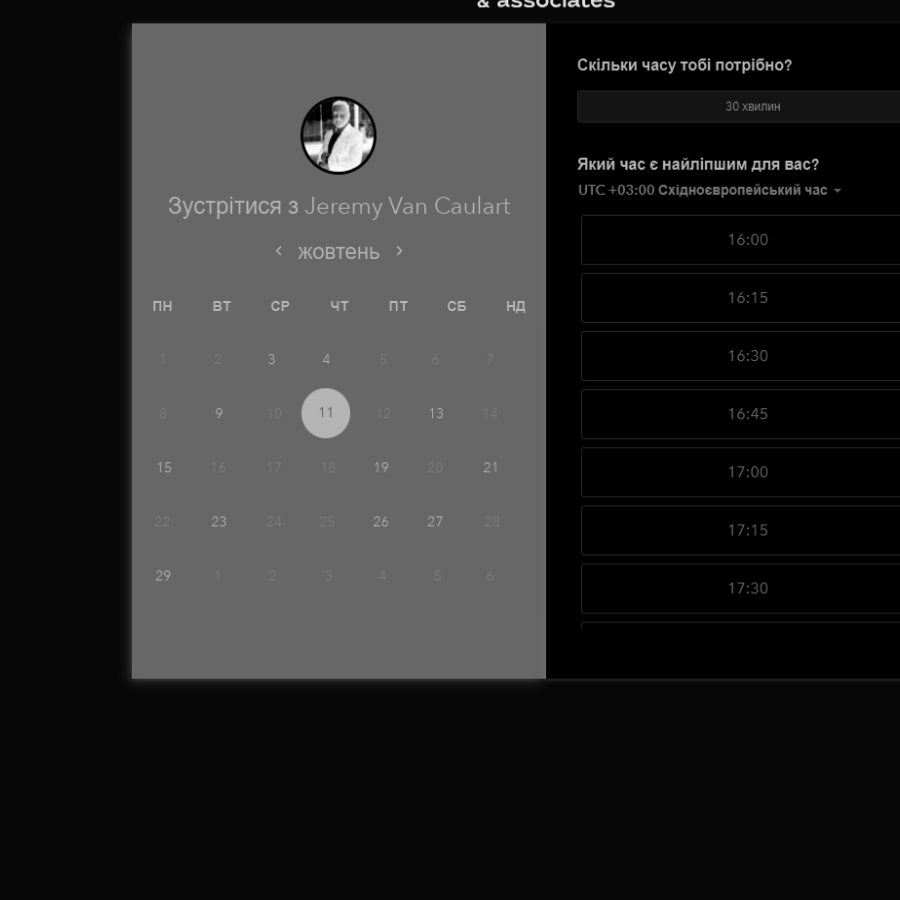 & associates
Зустрітися з Jeremy Van Caulart
жовтень
ПН ВТ СР ЧТ ПТ СБ НД
1 2 3 4 5 6 7
8 9 10 11 12 13 14
15 16 17 18 19 20 21
22 23 24 25 26 27 28
29 1 2 3 4 5 6
Скільки часу тобі потрібно?
30 хвилин
Який час є найліпшим для вас?
UTC +03:00 Східноєвропейський час
16:00
16:15
16:30
16:45
17:00
17:15
17:30